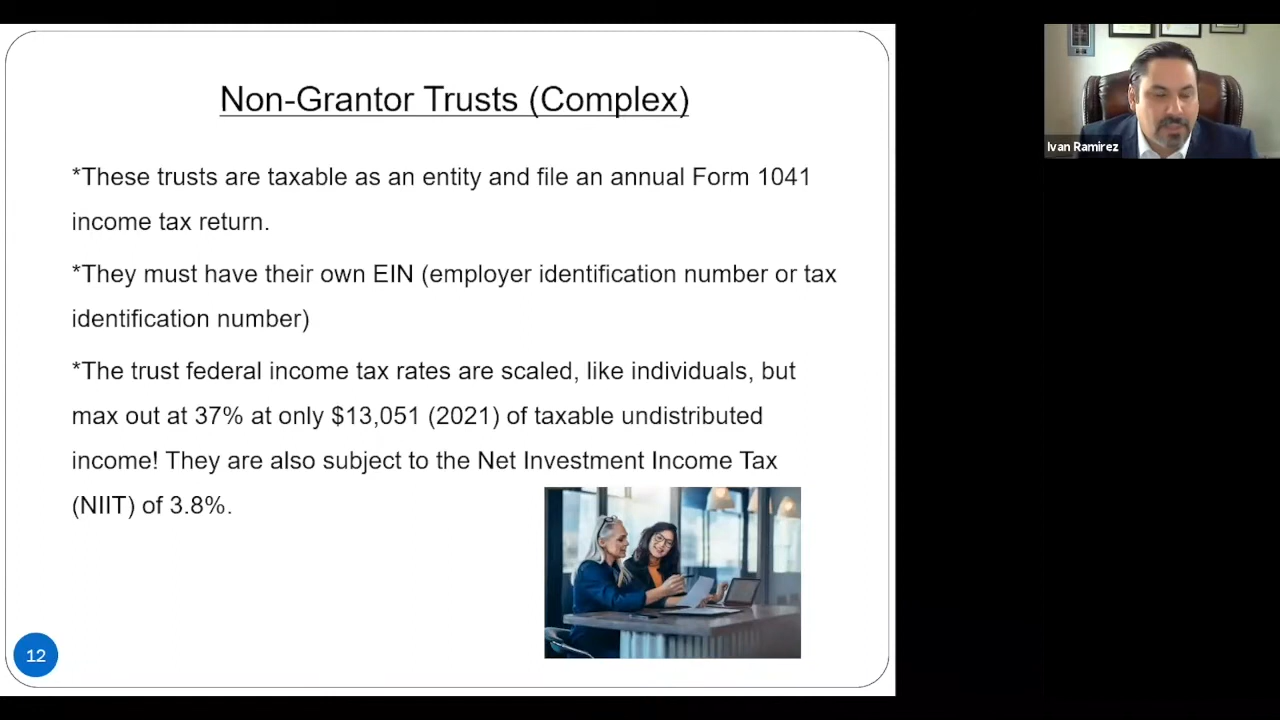 Non-Grantor Trusts (Complex)
*These trusts are taxable as an entity and file an annual Form 1041
income tax return.
*They must have their own EIN (employer identification number or tax
identification number)
*The trust federal income tax rates are scaled, like individuals, but
max out at 37% at only $13,051 (2021) of taxable undistributed
income! They are also subject to the Net Investment Income Tax
(NIIT) of 3.8%.
12
Ivan Ramirez